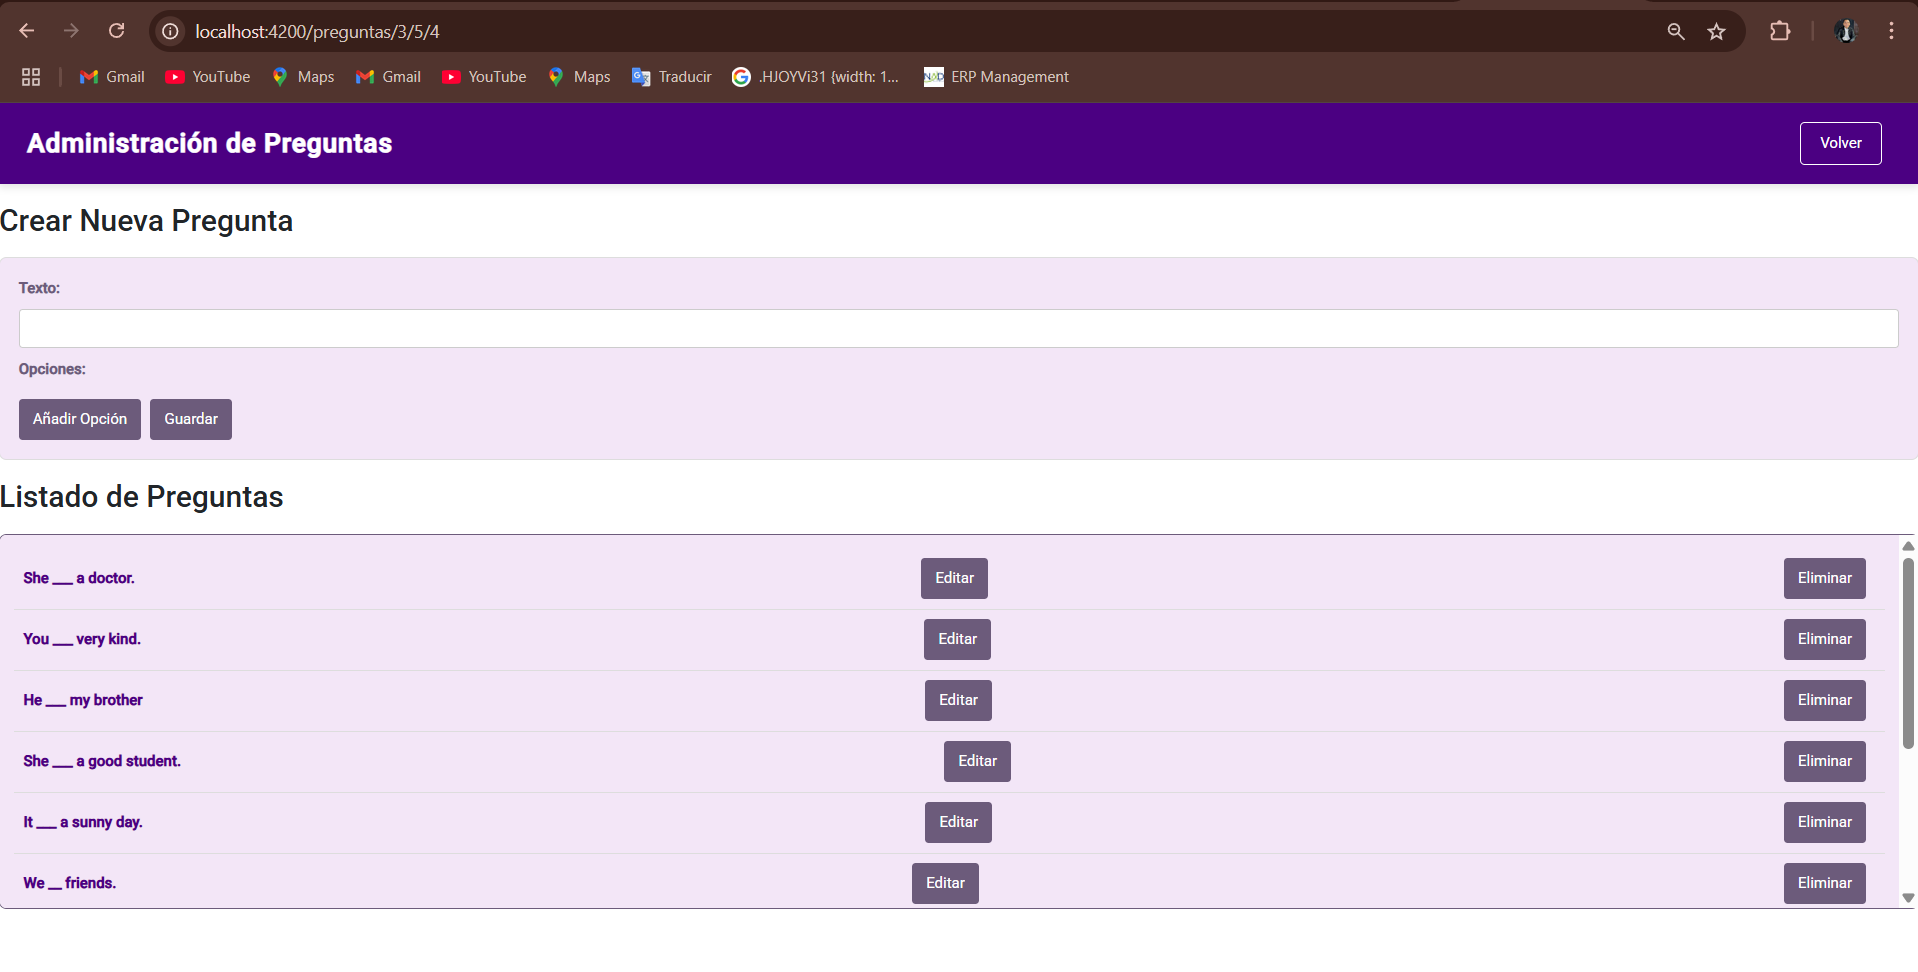 localhost:4200/preguntas/3/5/4
Gmail YouTube Maps Gmail YouTube Maps Traducir .HJOYVi31 {width: 1... ERP Management
Administración de Preguntas Volver
Crear Nueva Pregunta
Texto:
Opciones:
Añadir Opción Guardar
Listado de Preguntas
She ___ a doctor. Editar Eliminar
You ___ very kind. Editar Eliminar
He ___ my brother Editar Eliminar
She ___ a good student. Editar Eliminar
It ___ a sunny day. Editar Eliminar
We __ friends. Editar Eliminar